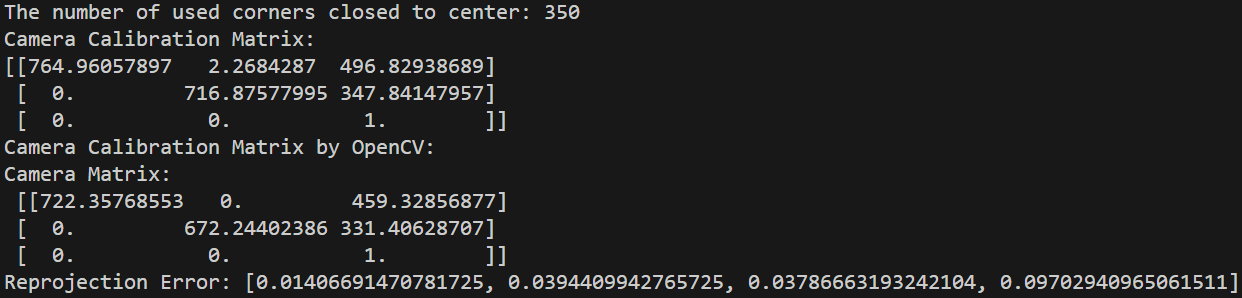 The number of used corners closed to center: 350
Camera Calibration Matrix:
[[764.96057897   2.2684287  496.82938689]
 [  0.         716.87577995 347.84147957]
 [  0.           0.           1.        ]]
Camera Calibration Matrix by OpenCV:
Camera Matrix:
 [[722.35768553   0.         459.32856877]
 [  0.         672.24402386 331.40628707]
 [  0.           0.           1.        ]]
Reprojection Error: [0.01406691470781725, 0.0394409942765725, 0.03786663193242104, 0.09702940965061511]